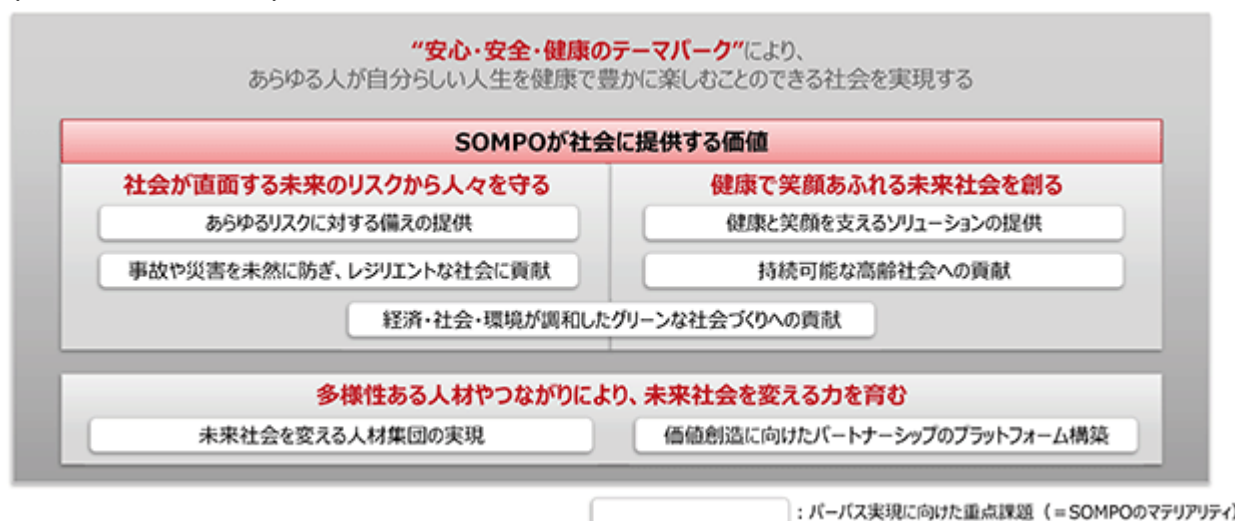 “安心・安全・健康のテーマパーク”により、
あらゆる人が自分らしい人生を健康で豊かに楽しむことのできる社会を実現する
SOMPOが社会に提供する価値
社会が直面する未来のリスクから人々を守る
あらゆるリスクに対する備えの提供
事故や災害を未然に防ぎ、レジリエントな社会に貢献
健康で笑顔あふれる未来社会を創る
健康と笑顔を支えるソリューションの提供
持続可能な高齢社会への貢献
経済・社会・環境が調和したグリーンな社会づくりへの貢献
多様性ある人材やつながりにより、未来社会を変える力を育む
未来社会を変える人材集団の実現
価値創造に向けたパートナーシップのプラットフォーム構築
：パーパス実現に向けた重点課題（＝SOMPOのマテリアリティ）